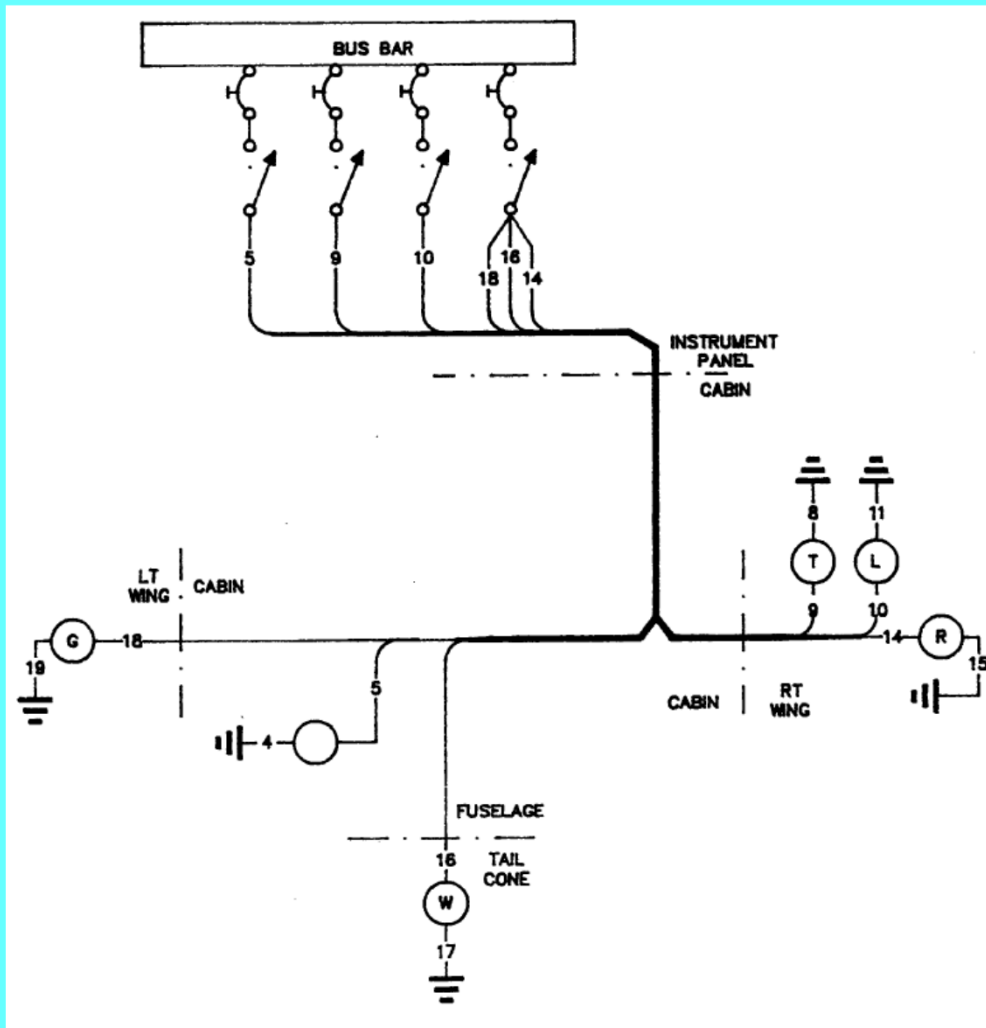 BUS BAR
5
9
10
18
16
14
INSTRUMENT
PANEL
CABIN
8
11
T
L
9
10
LT
WING
CABIN
G
18
14
R
19
15
5
CABIN
RT
WING
4
FUSELAGE
16
TAIL
CONE
W
17